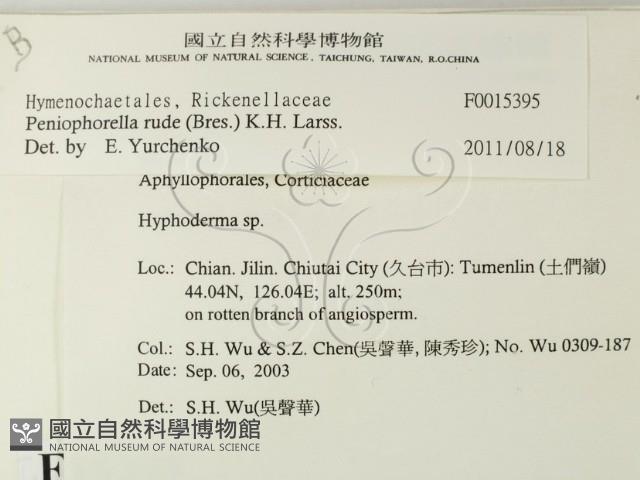 B
國立自然科學博物館
NATIONAL MUSEUM OF NATURAL SCIENCE, TAICHUNG, TAIWAN, R.O.CHINA
Hymenochaetales, Rickenellaceae F0015395
Peniophorella rude (Bres.) K.H. Larss.
Det. by E. Yurchenko 2011/08/18
Aphyllophorales, Corticiaceae
Hyphoderma sp.
Loc.: Chian. Jilin. Chiutai City (久台市): Tumenlin (土們嶺)
44.04N, 126.04E; alt. 250m;
on rotten branch of angiosperm.
Col.: S.H. Wu & S.Z. Chen(吳聲華, 陳秀珍); No. Wu 0309-187
Date: Sep. 06, 2003
Det.: S.H. Wu(吳聲華)
國立自然科學博物館
NATIONAL MUSEUM OF NATURAL SCIENCE
F